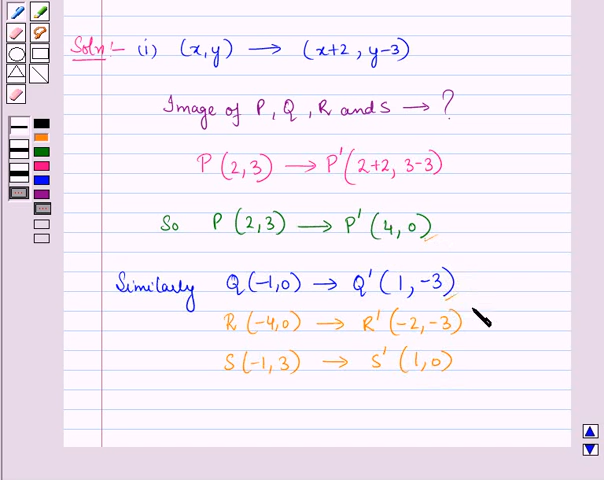 Soln:- (i) (x,y) → (x+2, y-3)
Image of P, Q, R and S → ?
P(2,3) → P'(2+2, 3-3)
So P(2,3) → P'(4,0)
Similarly Q(-1,0) → Q'(1,-3)
R(-4,0) → R'(-2,-3)
S(-1,3) → S'(1,0)